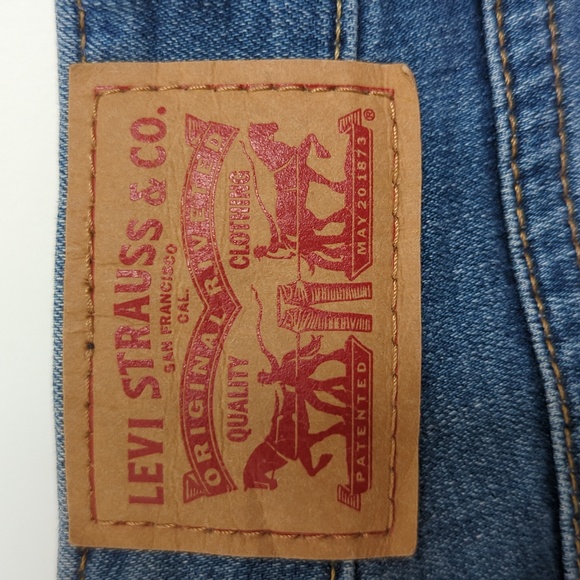 LEVI STRAUSS & CO.
SAN FRANCISCO
CAL.
ORIGINAL RIVETED
QUALITY CLOTHING
PATENTED MAY 20 1873 ®